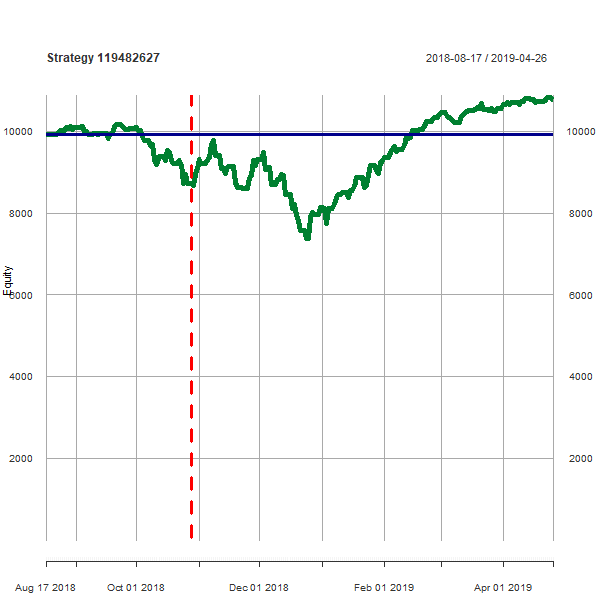 Strategy 119482627
2018-08-17 / 2019-04-26
10000
10000
8000
8000
Equity
6000
6000
4000
4000
2000
2000
Aug 17 2018
Oct 01 2018
Dec 01 2018
Feb 01 2019
Apr 01 2019